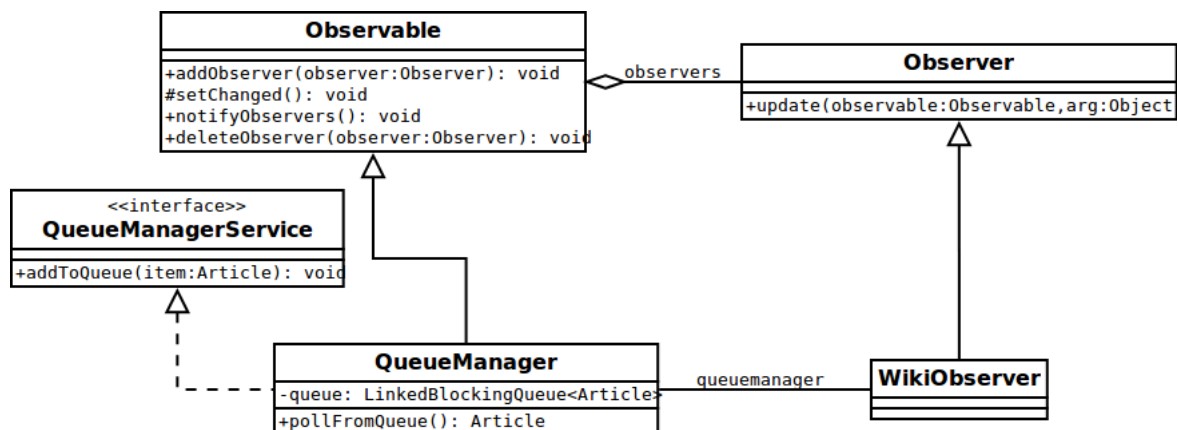 Observable
+addObserver(observer:Observer): void
#setChanged(): void
+notifyObservers(): void
+deleteObserver(observer:Observer): void
observers
Observer
+update(observable:Observable,arg:Object
<<interface>>
QueueManagerService
+addToQueue(item:Article): void
QueueManager
-queue: LinkedBlockingQueue<Article>
+pollFromQueue(): Article
queuemanager
WikiObserver